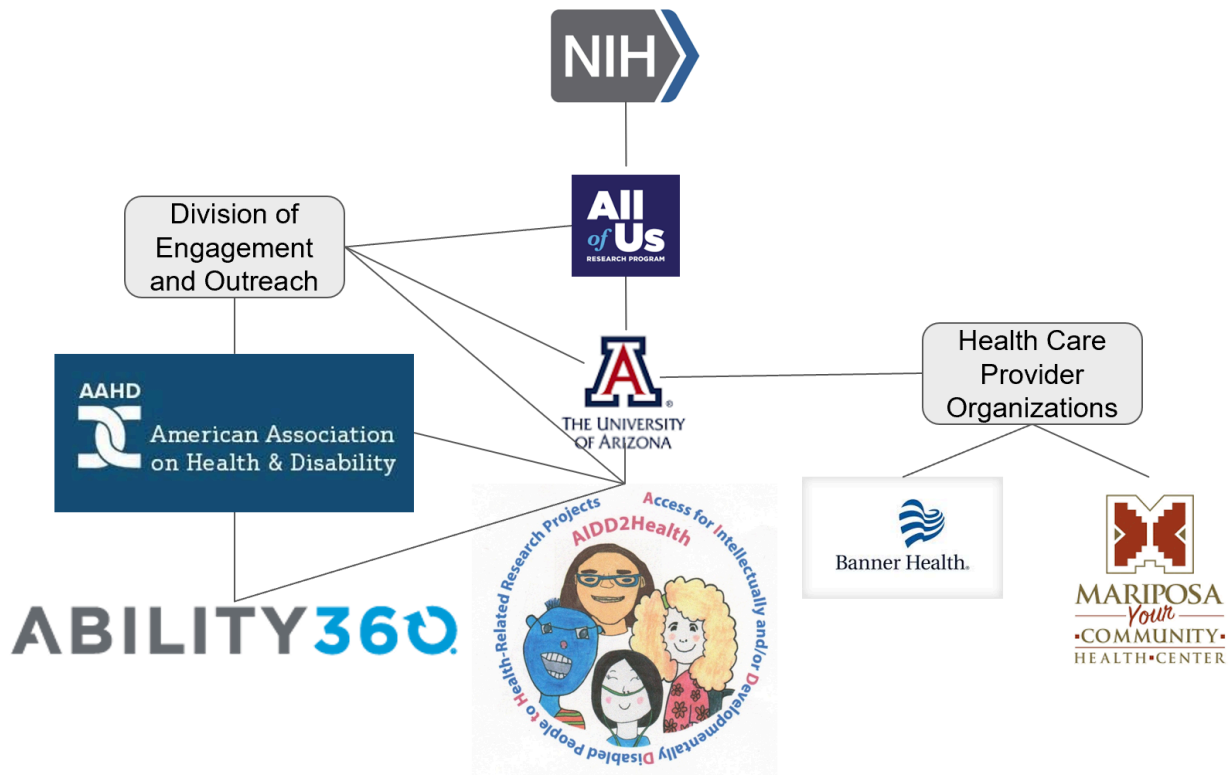 NIH
All
of Us
RESEARCH PROGRAM
Division of
Engagement
and Outreach
AAHD
American Association
on Health & Disability
THE UNIVERSITY
OF ARIZONA
®
Health Care
Provider
Organizations
ABILITY360
Access for Intellectually and/or Developmentally Disabled People to Health-Related Research Projects
AIDD2Health
Banner Health®
MARIPOSA
Your
COMMUNITY
HEALTH CENTER